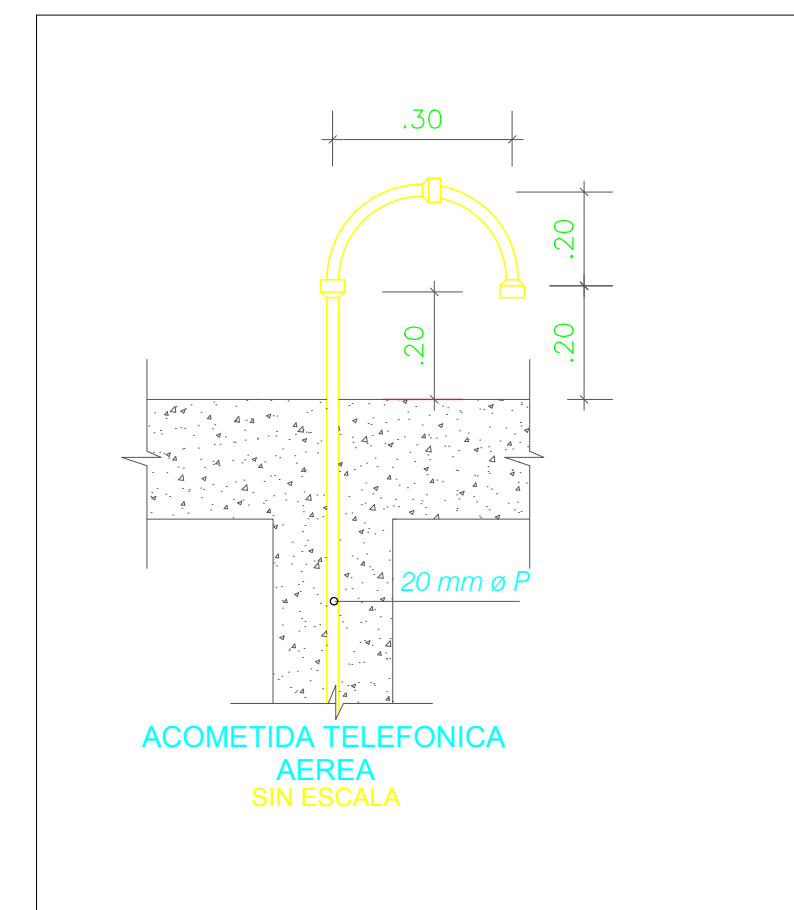 .30
.20
.20
.20
20 mm ø P
ACOMETIDA TELEFONICA
AEREA
SIN ESCALA